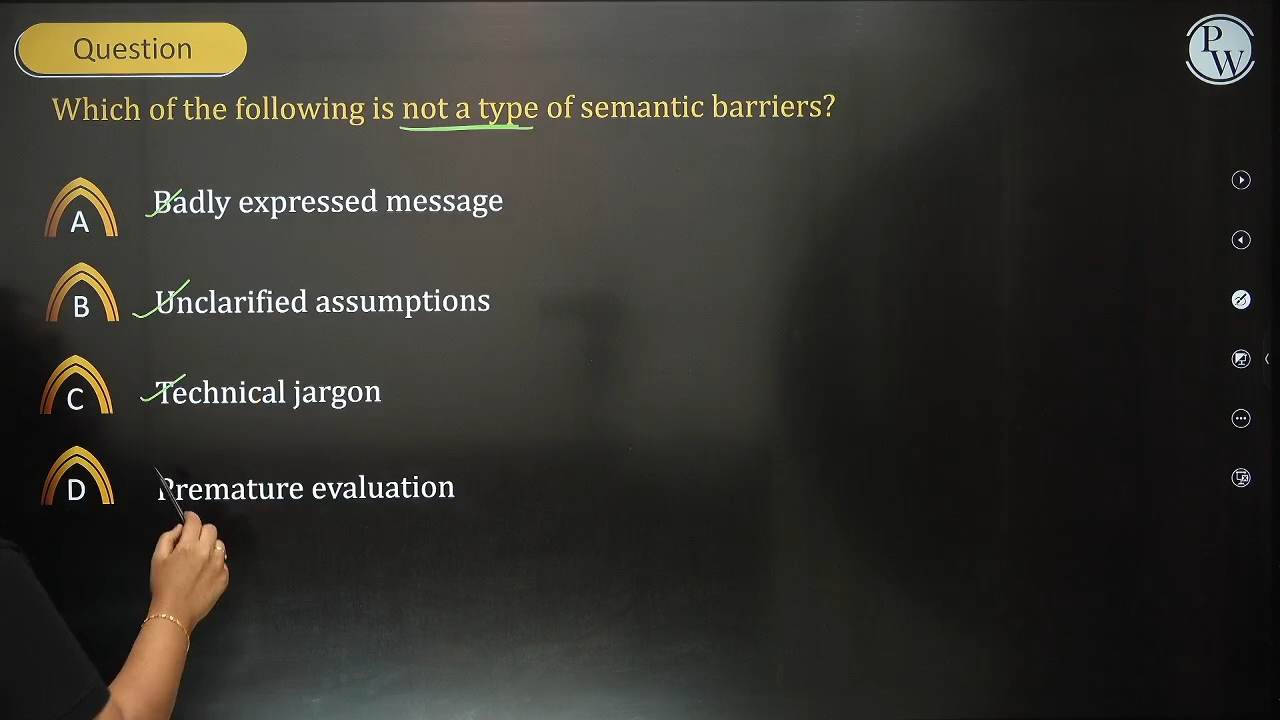 Question
PW
Which of the following is not a type of semantic barriers?
A Badly expressed message
B Unclarified assumptions
C Technical jargon
D Premature evaluation